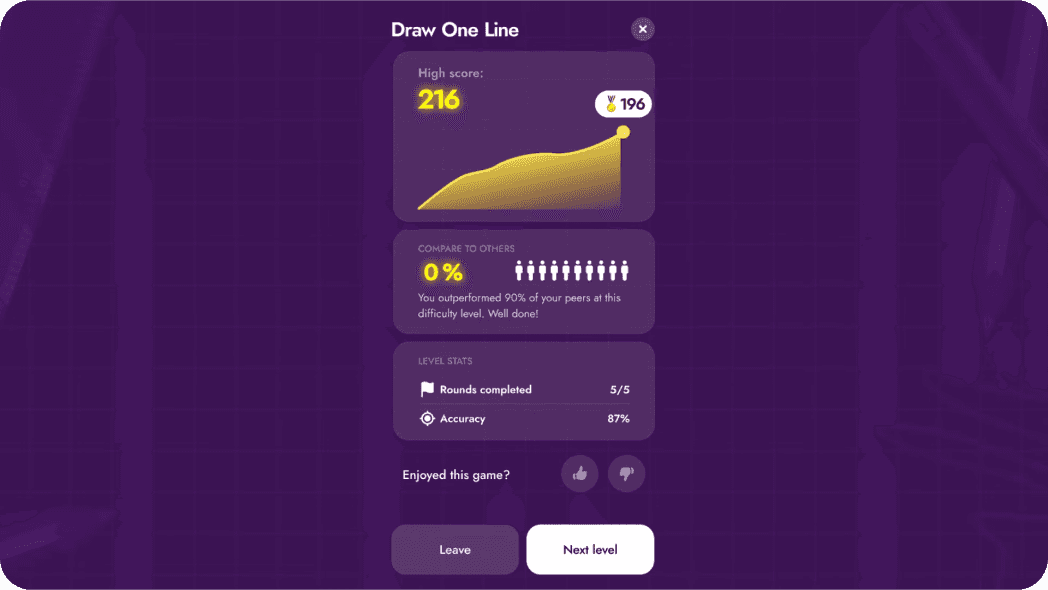 Draw One Line
High score:
216
196
COMPARE TO OTHERS
0 %
You outperformed 90% of your peers at this
difficulty level. Well done!
LEVEL STATS
Rounds completed 5/5
Accuracy 87%
Enjoyed this game?
Leave Next level